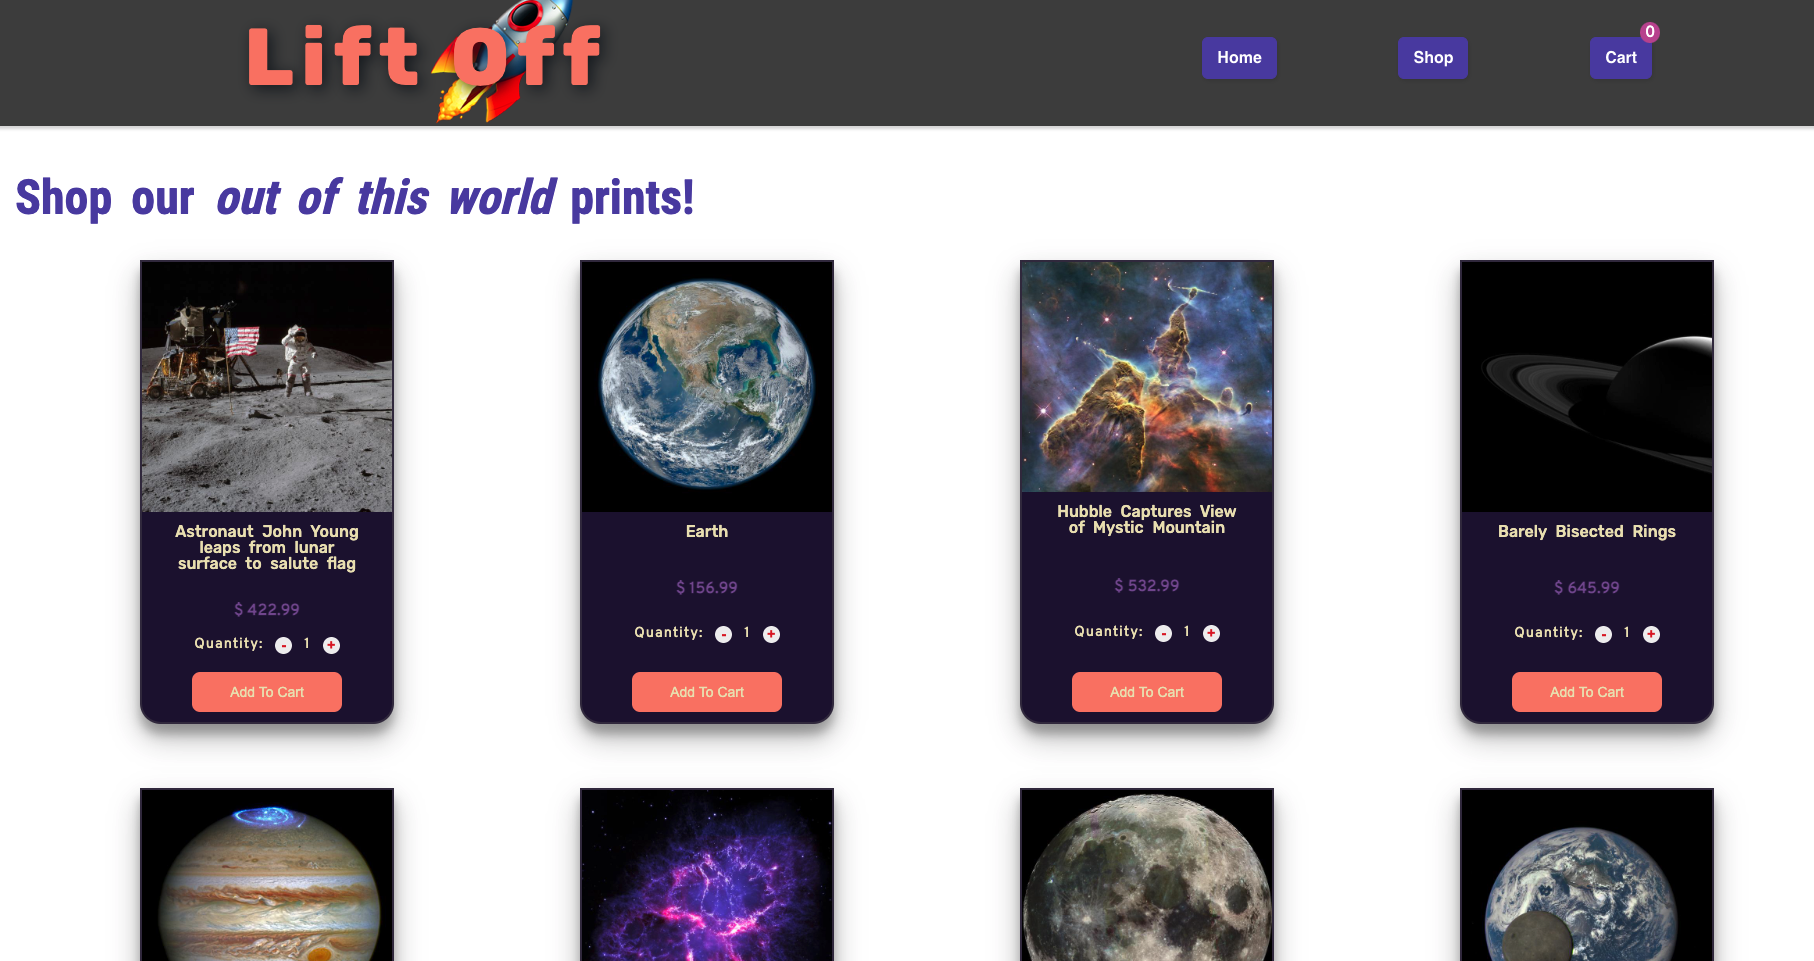 Lift Off
Home
Shop
Cart
0
Shop our out of this world prints!
Astronaut John Young
leaps from lunar
surface to salute flag
$ 422.99
Quantity: - 1 +
Add To Cart
Earth
$ 156.99
Quantity: - 1 +
Add To Cart
Hubble Captures View
of Mystic Mountain
$ 532.99
Quantity: - 1 +
Add To Cart
Barely Bisected Rings
$ 645.99
Quantity: - 1 +
Add To Cart